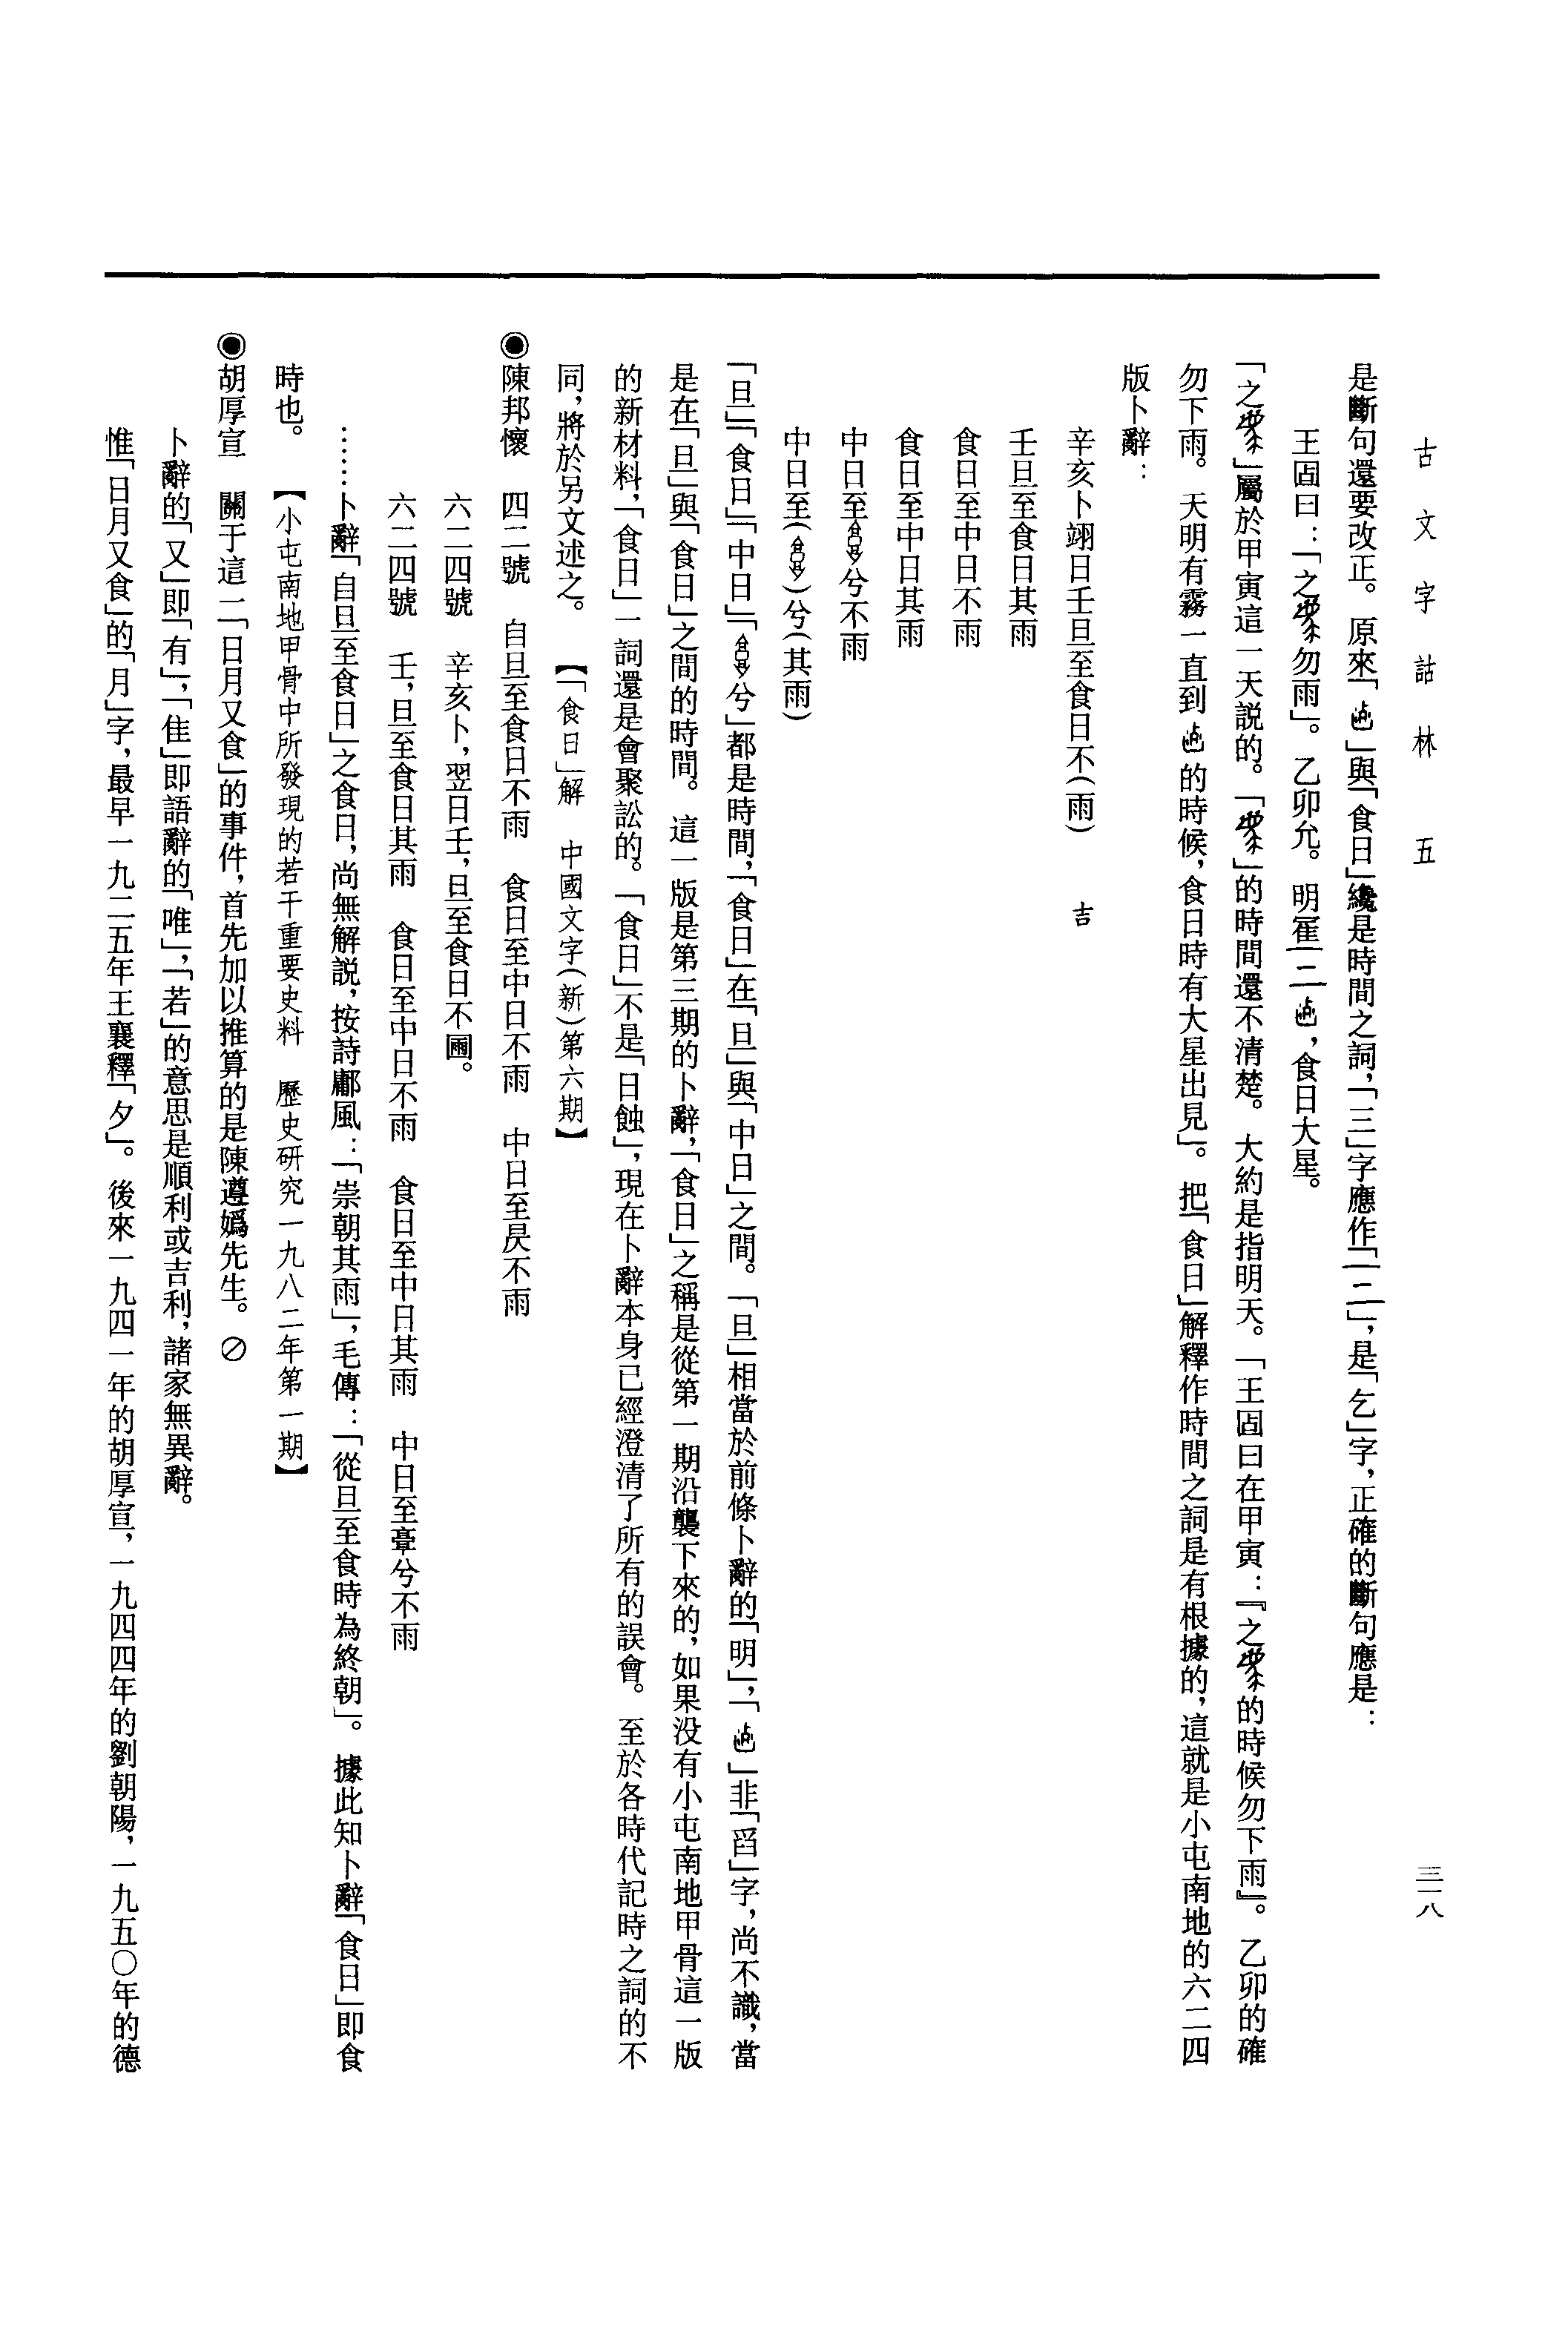 古文字詁林　五
三一八
是斷句還要改正。原來「」與「食日」纔是時間之詞，「三」字應作「二」，是「乞」字，正確的斷句應是：
王固曰：「之勿雨」。乙卯允。明雀二，食日大星。
「之」屬於甲寅這一天説的。「」的時間還不清楚。大約是指明天。「王固曰在甲寅：『之的時候勿下雨』。乙卯的確
勿下雨。天明有霧一直到的時候，食日時有大星出見」。把「食日」解釋作時間之詞是有根據的，這就是小屯南地的六二四
版卜辭：
辛亥卜翊日壬旦至食日不（雨）　吉
壬旦至食日其雨
食日至中日不雨
食日至中日其雨
中日至兮不雨
中日至（）兮（其雨）
「旦」「食日」「中日」「兮」都是時間，「食日」在「旦」與「中日」之間。「旦」相當於前條卜辭的「明」，「」非「舀」字，尚不識，當
是在「旦」與「食日」之間的時間。這一版是第三期的卜辭，「食日」之稱是從第一期沿襲下來的，如果没有小屯南地甲骨這一版
的新材料，「食日」一詞還是會聚訟的。「食日」不是「日蝕」，現在卜辭本身已經澄清了所有的誤會。至於各時代記時之詞的不
同，將於另文述之。　【「食日」解　中國文字（新）第六期】
◉陳邦懷　四二號　自旦至食日不雨　食日至中日不雨　中日至昃不雨
六二四號　辛亥卜，翌日壬，旦至食日不圃。
六二四號　壬，旦至食日其雨　食日至中日不雨　食日至中日其雨　中日至兮不雨
……卜辭「自旦至食日」之食日，尚無解説，按詩鄘風：「崇朝其雨」，毛傳：「從旦至食時為終朝」。據此知卜辭「食日」即食
時也。　【小屯南地甲骨中所發現的若干重要史料　歷史研究一九八二年第一期】
◉胡厚宣　關于這二「日月又食」的事件，首先加以推算的是陳遵嬀先生。
卜辭的「又」即「有」，「隹」即語辭的「唯」，「若」的意思是順利或吉利，諸家無異辭。
惟「日月又食」的「月」字，最早一九二五年王襄釋「夕」。後來一九四一年的胡厚宣，一九四四年的劉朝陽，一九五〇年的德